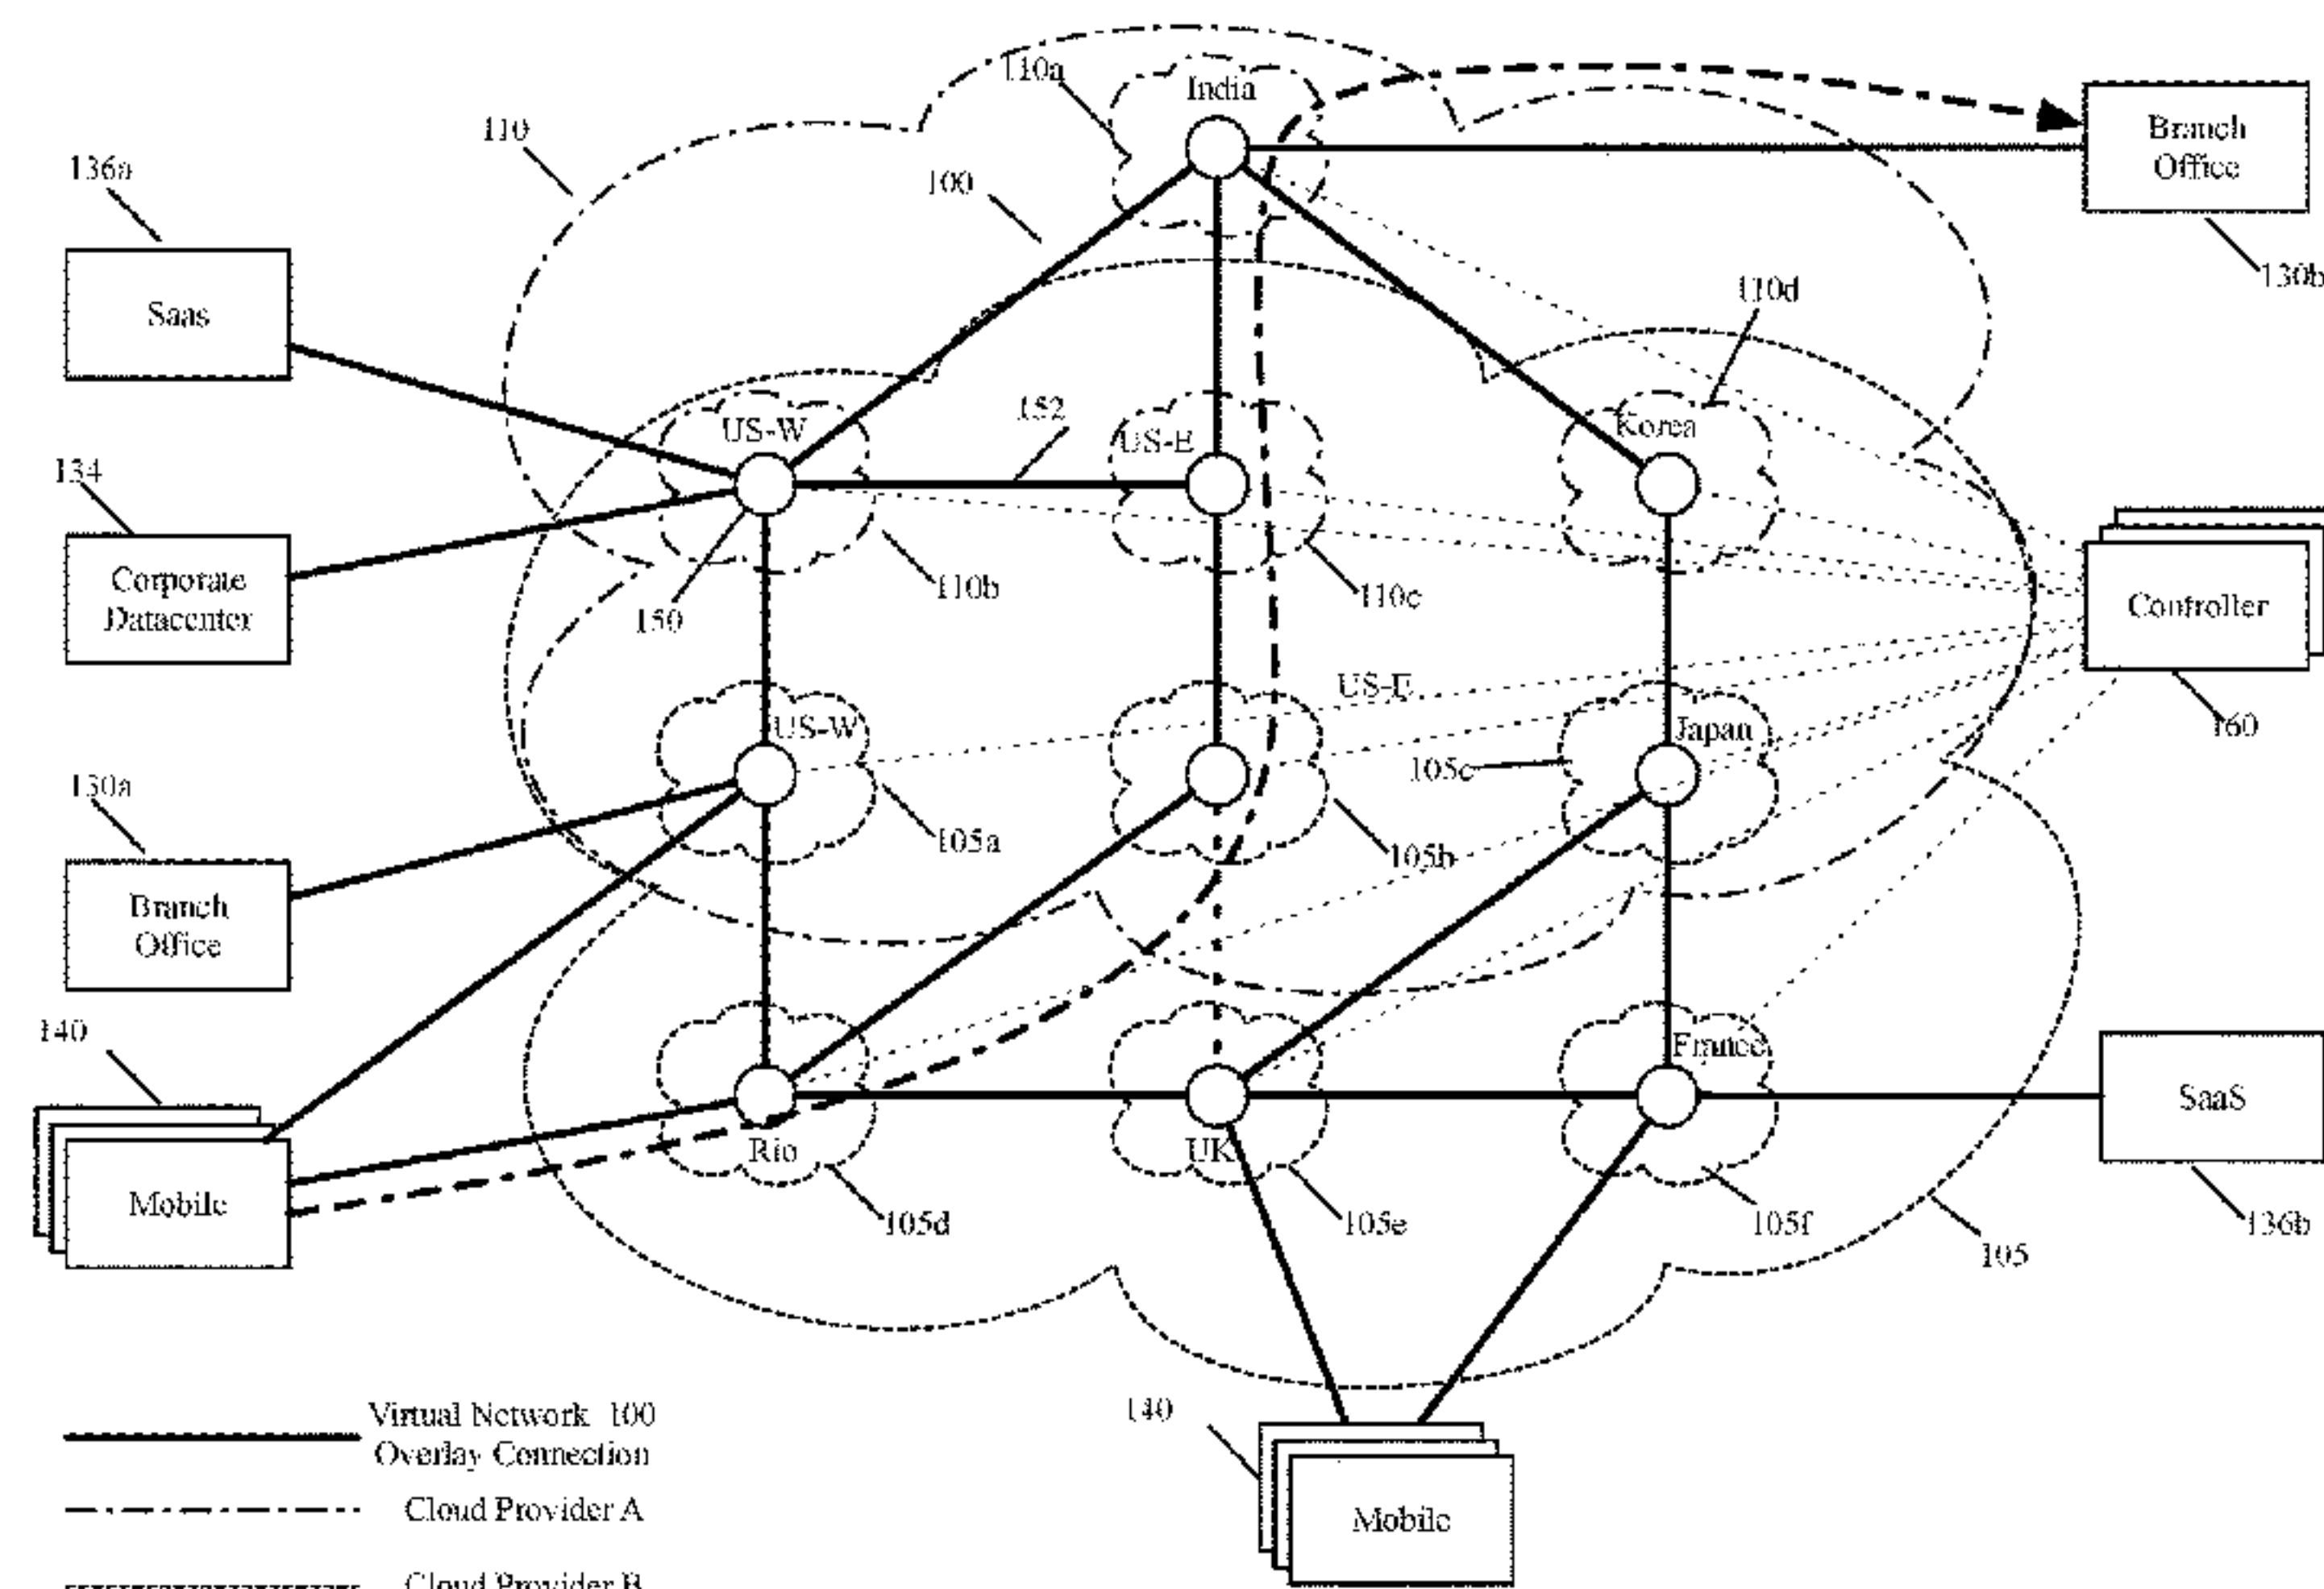 110a
India
110
Branch
Office
136a
100
130b
Saas
110d
152
US-W
US-E
Korea
134
Corporate
Datacenter
110b
110c
150
Controller
US-E
160
US-W
Japan
130a
105c
105a
105b
Branch
Office
140
France
Rio
UK
SaaS
Mobile
105d
105e
105f
136b
105
Virtual Network 100
Overlay Connection
140
Cloud Provider A
Mobile
Cloud Provider B